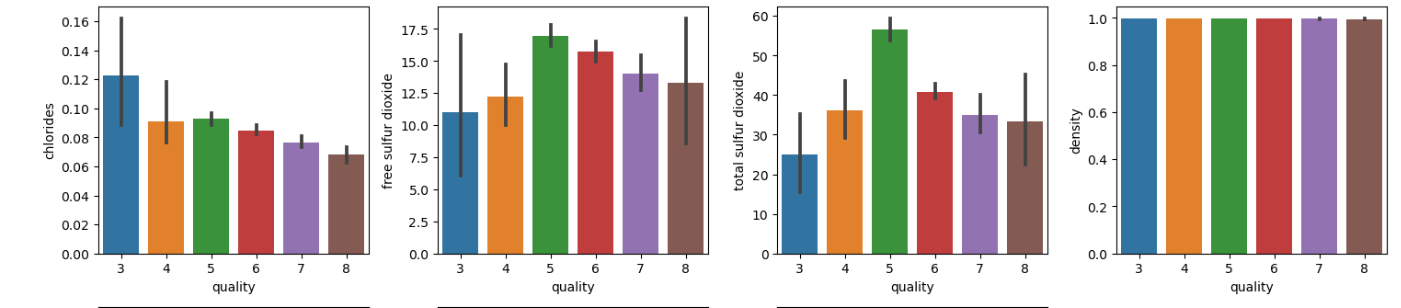 chlorides
0.16
0.14
0.12
0.10
0.08
0.06
0.04
0.02
0.00
3 4 5 6 7 8
quality
free sulfur dioxide
17.5
15.0
12.5
10.0
7.5
5.0
2.5
0.0
3 4 5 6 7 8
quality
total sulfur dioxide
60
50
40
30
20
10
0
3 4 5 6 7 8
quality
density
1.0
0.8
0.6
0.4
0.2
0.0
3 4 5 6 7 8
quality